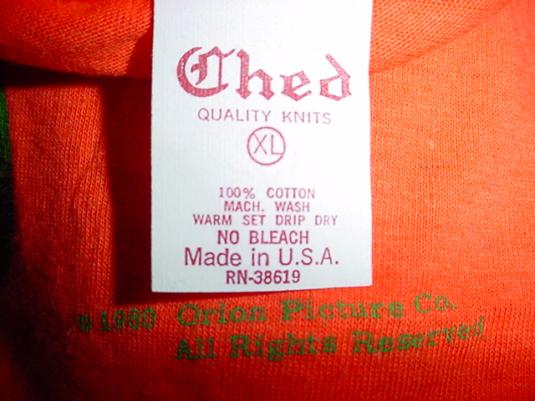 Ched
QUALITY KNITS
XL
100% COTTON
MACH. WASH
WARM SET DRIP DRY
NO BLEACH
Made in U.S.A.
RN-38619
© 1980 Orion Picture Co.
All Rights Reserved